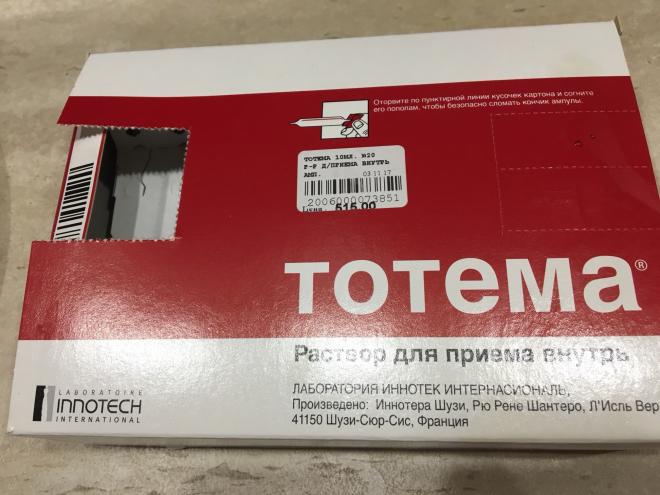 Оторвите по пунктирной линии кусочек картона и согните
его пополам, чтобы безопасно сломать кончик ампулы.
ТОТЕМА 10МЛ. №20
Р-Р Д/ПРИЕМА ВНУТРЬ
АМП.
03.11.17
2006000073851
515.00
тотема®
Раствор для приема внутрь
ЛАБОРАТОРИЯ ИННОТЕК ИНТЕРНАСИОНАЛЬ,
Произведено: Иннотера Шузи, Рю Рене Шантеро, Л'Исль Вер
41150 Шузи-Сюр-Сис, Франция
LABORATOIRE
INNOTECH
INTERNATIONAL